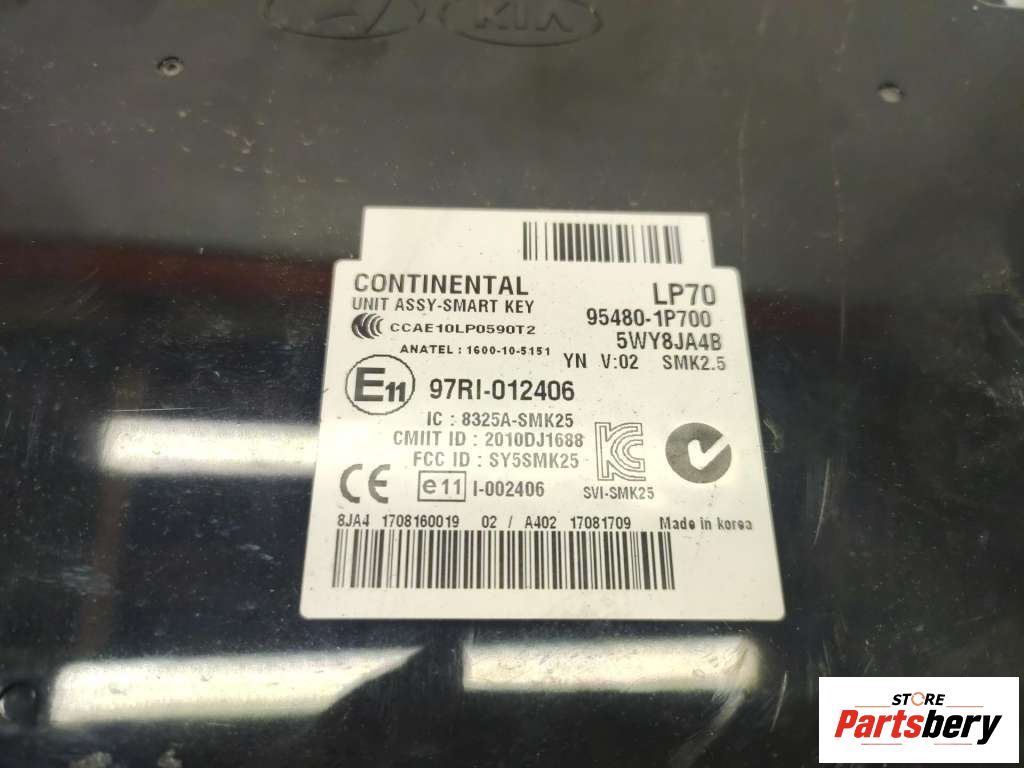 KIA
CONTINENTAL
UNIT ASSY-SMART KEY
CCAE10LP0590T2
ANATEL : 1600-10-5151
LP70
95480-1P700
5WY8JA4B
YN V:02 SMK2.5
E11 97RI-012406
IC : 8325A-SMK25
CMIIT ID : 2010DJ1688
FCC ID : SY5SMK25
CE e11 I-002406
SVI-SMK25
8JA4 1708160019 02 / A402 17081709 Made in korea
STORE
Partsbery